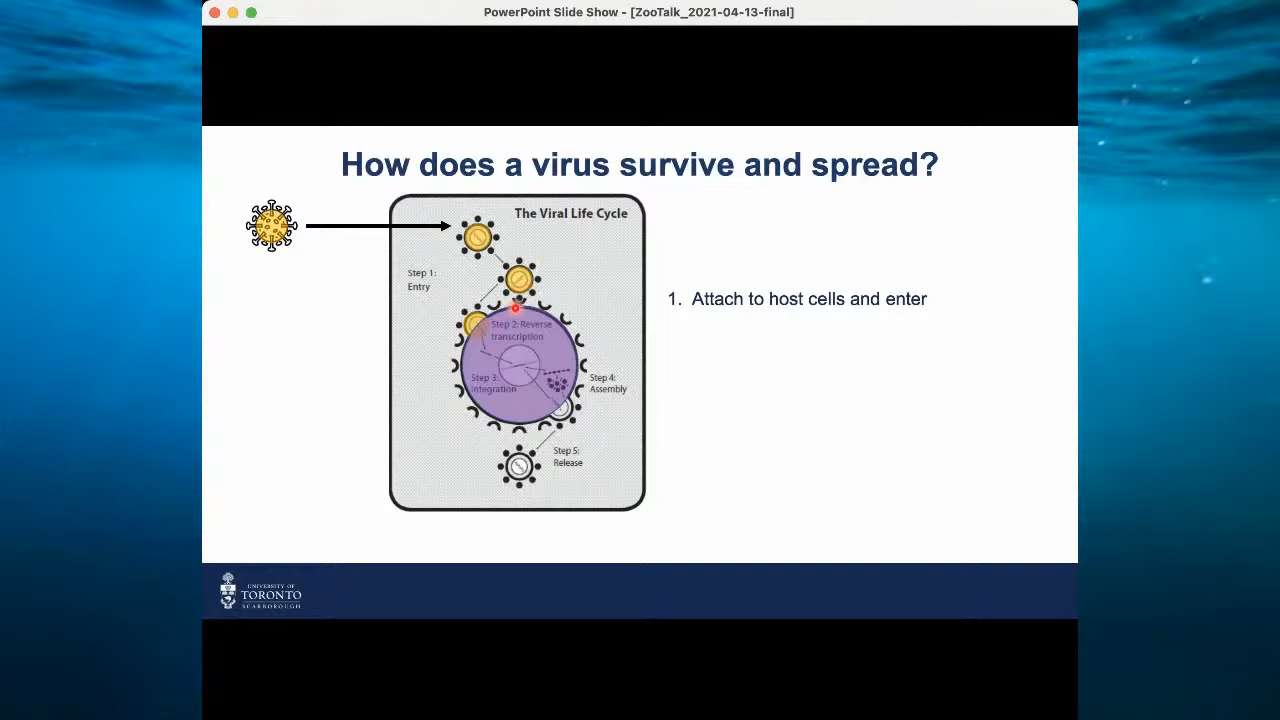 PowerPoint Slide Show - [ZooTalk_2021-04-13-final]
How does a virus survive and spread?
The Viral Life Cycle
Step 1:
Entry
1. Attach to host cells and enter
Step 2: Reverse
transcription
Step 3:
Integration
Step 4:
Assembly
Step 5:
Release
UNIVERSITY OF
TORONTO
SCARBOROUGH